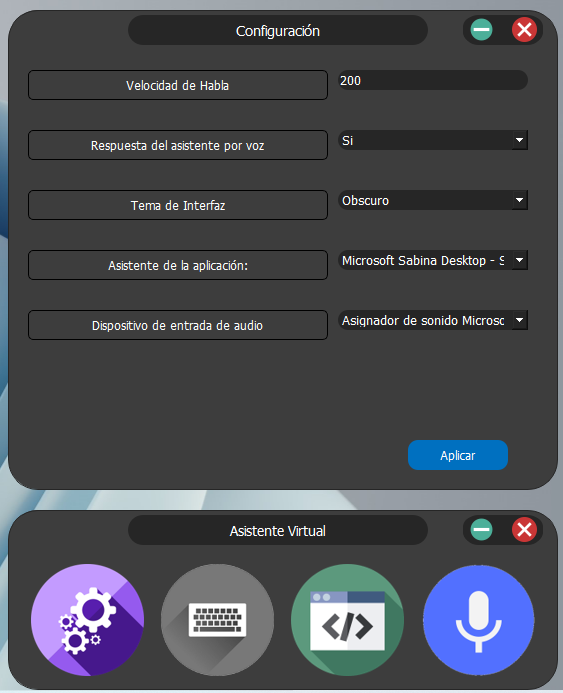 Configuración
Velocidad de Habla
200
Respuesta del asistente por voz
Si
Tema de Interfaz
Obscuro
Asistente de la aplicación:
Microsoft Sabina Desktop - S
Dispositivo de entrada de audio
Asignador de sonido Microsc
Aplicar
Asistente Virtual